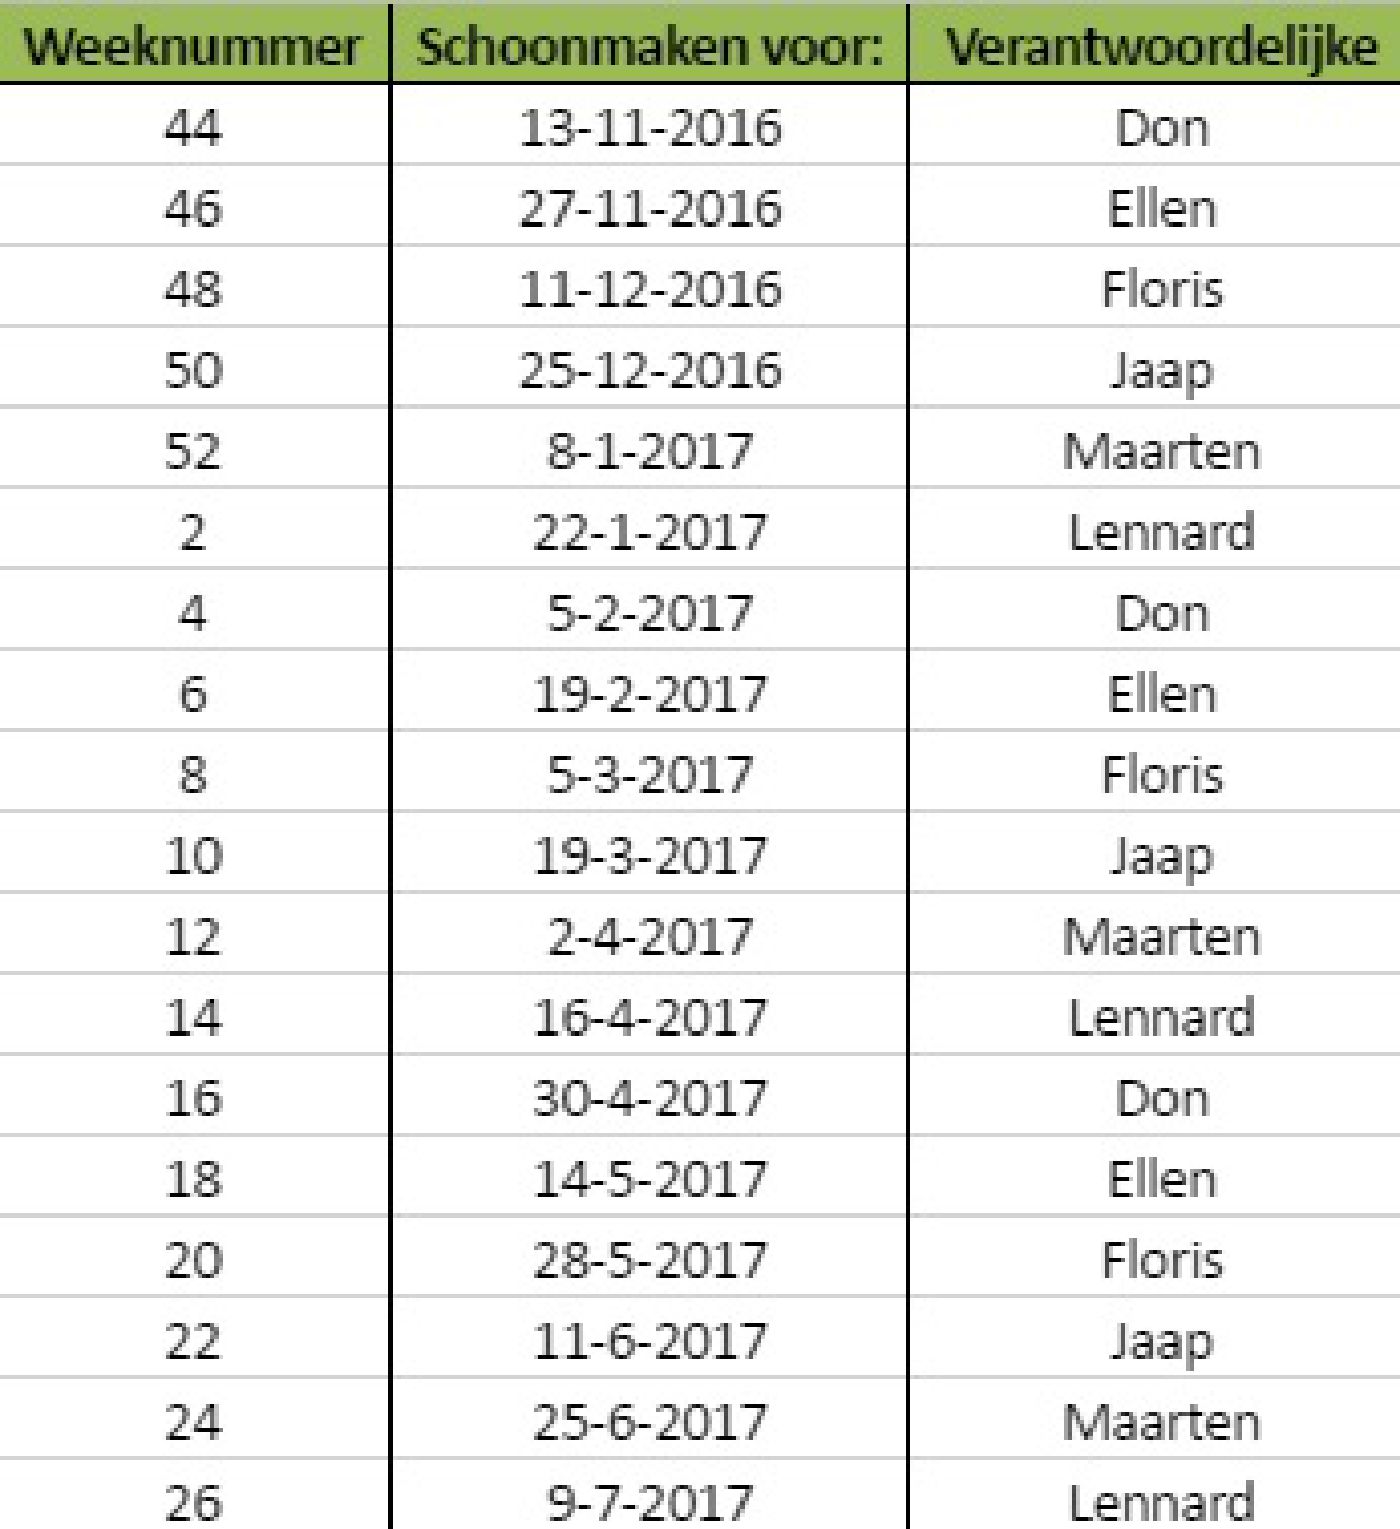 Weeknummer Schoonmaken voor: Verantwoordelijke
44 13-11-2016 Don
46 27-11-2016 Ellen
48 11-12-2016 Floris
50 25-12-2016 Jaap
52 8-1-2017 Maarten
2 22-1-2017 Lennard
4 5-2-2017 Don
6 19-2-2017 Ellen
8 5-3-2017 Floris
10 19-3-2017 Jaap
12 2-4-2017 Maarten
14 16-4-2017 Lennard
16 30-4-2017 Don
18 14-5-2017 Ellen
20 28-5-2017 Floris
22 11-6-2017 Jaap
24 25-6-2017 Maarten
26 9-7-2017 Lennard